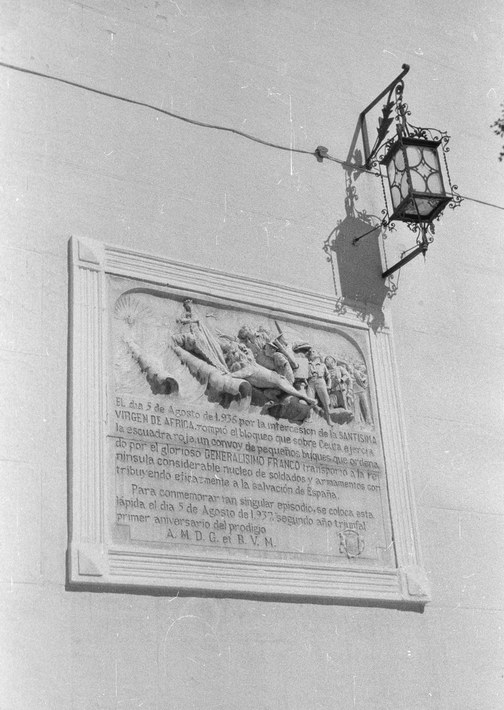 EL día 5 de Agosto de 1.936 por la intercesión de la SANTISIMA
VIRGEN DE AFRICA, rompió el bloqueo que sobre Ceuta ejercía
la escuadra roja, un convoy de pequeños buques que ordena
do por el glorioso GENERALISIMO FRANCO transportó a la Pe
nínsula considerable núcleo de soldados y armamentos con
tribuyendo eficazmente a la salvación de España.
Para conmemorar tan singular episodio, se coloca esta
lápida el día 5 de Agosto de 1.937, segundo año triunfal
primer aniversario del prodigio
A. M. D. G. et B. V. M.